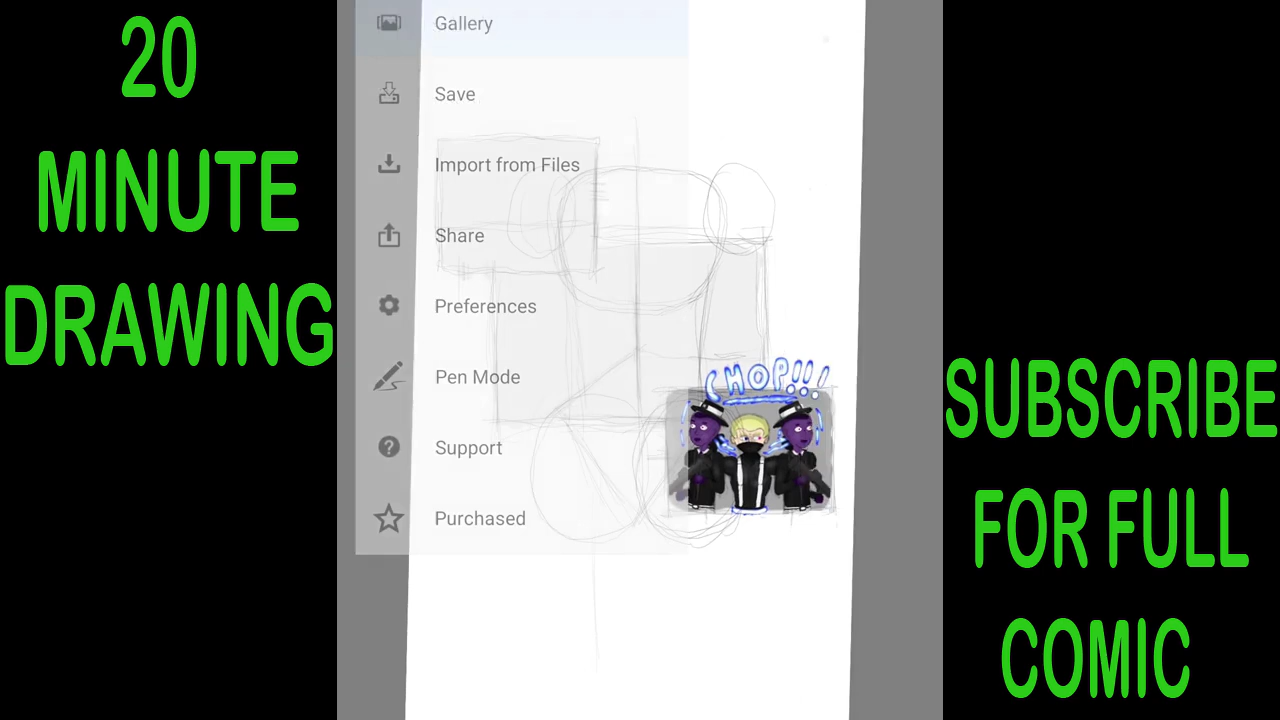 20
MINUTE
DRAWING
Gallery
Save
Import from Files
Share
Preferences
Pen Mode
Support
Purchased
CHOP!!!
SUBSCRIBE
FOR FULL
COMIC